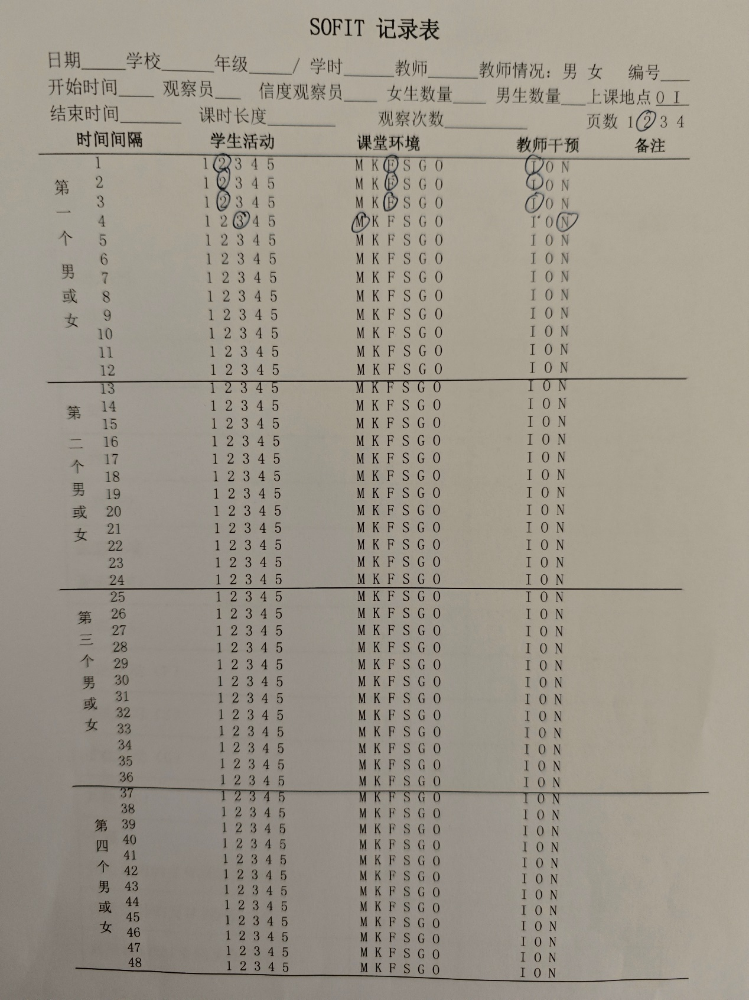 SOFIT 记录表
日期_____学校______年级_____/ 学时______教师______教师情况：男 女 编号___
开始时间____ 观察员___ 信度观察员____ 女生数量____ 男生数量___上课地点O I
结束时间_______ 课时长度________ 观察次数__________ 页数 1 2 3 4
时间间隔 学生活动 课堂环境 教师干预 备注
第一个男或女
1 1 2 3 4 5 M K F S G O I O N
2 1 2 3 4 5 M K F S G O I O N
3 1 2 3 4 5 M K F S G O I O N
4 1 2 3 4 5 M K F S G O I O N
5 1 2 3 4 5 M K F S G O I O N
6 1 2 3 4 5 M K F S G O I O N
7 1 2 3 4 5 M K F S G O I O N
8 1 2 3 4 5 M K F S G O I O N
9 1 2 3 4 5 M K F S G O I O N
10 1 2 3 4 5 M K F S G O I O N
11 1 2 3 4 5 M K F S G O I O N
12 1 2 3 4 5 M K F S G O I O N
第二个男或女
13 1 2 3 4 5 M K F S G O I O N
14 1 2 3 4 5 M K F S G O I O N
15 1 2 3 4 5 M K F S G O I O N
16 1 2 3 4 5 M K F S G O I O N
17 1 2 3 4 5 M K F S G O I O N
18 1 2 3 4 5 M K F S G O I O N
19 1 2 3 4 5 M K F S G O I O N
20 1 2 3 4 5 M K F S G O I O N
21 1 2 3 4 5 M K F S G O I O N
22 1 2 3 4 5 M K F S G O I O N
23 1 2 3 4 5 M K F S G O I O N
24 1 2 3 4 5 M K F S G O I O N
第三个男或女
25 1 2 3 4 5 M K F S G O I O N
26 1 2 3 4 5 M K F S G O I O N
27 1 2 3 4 5 M K F S G O I O N
28 1 2 3 4 5 M K F S G O I O N
29 1 2 3 4 5 M K F S G O I O N
30 1 2 3 4 5 M K F S G O I O N
31 1 2 3 4 5 M K F S G O I O N
32 1 2 3 4 5 M K F S G O I O N
33 1 2 3 4 5 M K F S G O I O N
34 1 2 3 4 5 M K F S G O I O N
35 1 2 3 4 5 M K F S G O I O N
36 1 2 3 4 5 M K F S G O I O N
第四个男或女
37 1 2 3 4 5 M K F S G O I O N
38 1 2 3 4 5 M K F S G O I O N
39 1 2 3 4 5 M K F S G O I O N
40 1 2 3 4 5 M K F S G O I O N
41 1 2 3 4 5 M K F S G O I O N
42 1 2 3 4 5 M K F S G O I O N
43 1 2 3 4 5 M K F S G O I O N
44 1 2 3 4 5 M K F S G O I O N
45 1 2 3 4 5 M K F S G O I O N
46 1 2 3 4 5 M K F S G O I O N
47 1 2 3 4 5 M K F S G O I O N
48 1 2 3 4 5 M K F S G O I O N